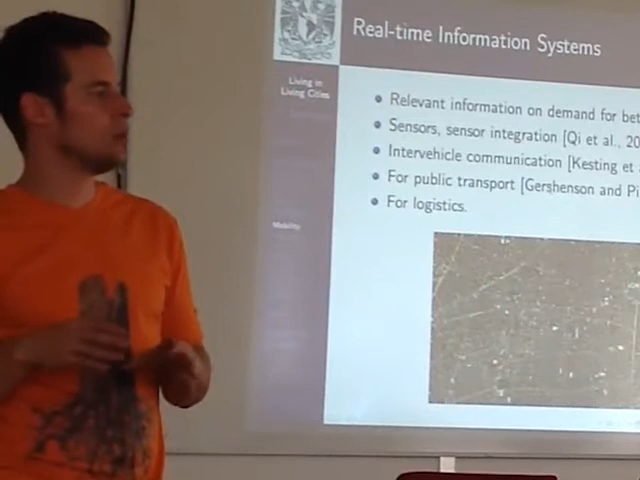 Real-time Information Systems
Living in
Living Cities
Relevant information on demand for bet
Sensors, sensor integration [Qi et al., 20
Intervehicle communication [Kesting et
Mobility
For public transport [Gershenson and Pi
For logistics.